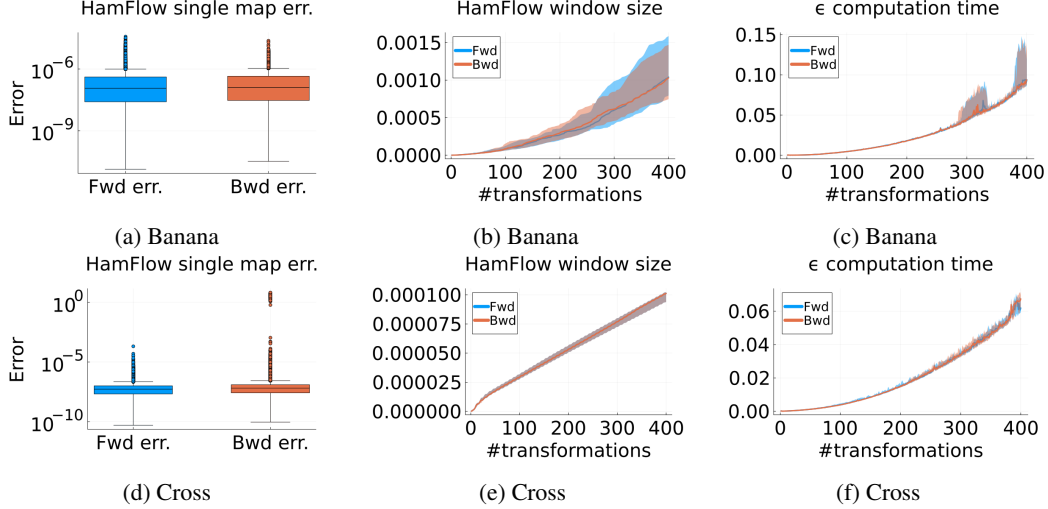 HamFlow single map err.
Error
10⁻⁶
10⁻⁹
Fwd err. Bwd err.
(a) Banana
HamFlow window size
Fwd
Bwd
0.0015
0.0010
0.0005
0.0000
0 100 200 300 400
#transformations
(b) Banana
ϵ computation time
Fwd
Bwd
0.15
0.10
0.05
0.00
0 100 200 300 400
#transformations
(c) Banana
HamFlow single map err.
Error
10⁰
10⁻⁵
10⁻¹⁰
Fwd err. Bwd err.
(d) Cross
HamFlow window size
Fwd
Bwd
0.000100
0.000075
0.000050
0.000025
0.000000
0 100 200 300 400
#transformations
(e) Cross
ϵ computation time
Fwd
Bwd
0.06
0.04
0.02
0.00
0 100 200 300 400
#transformations
(f) Cross